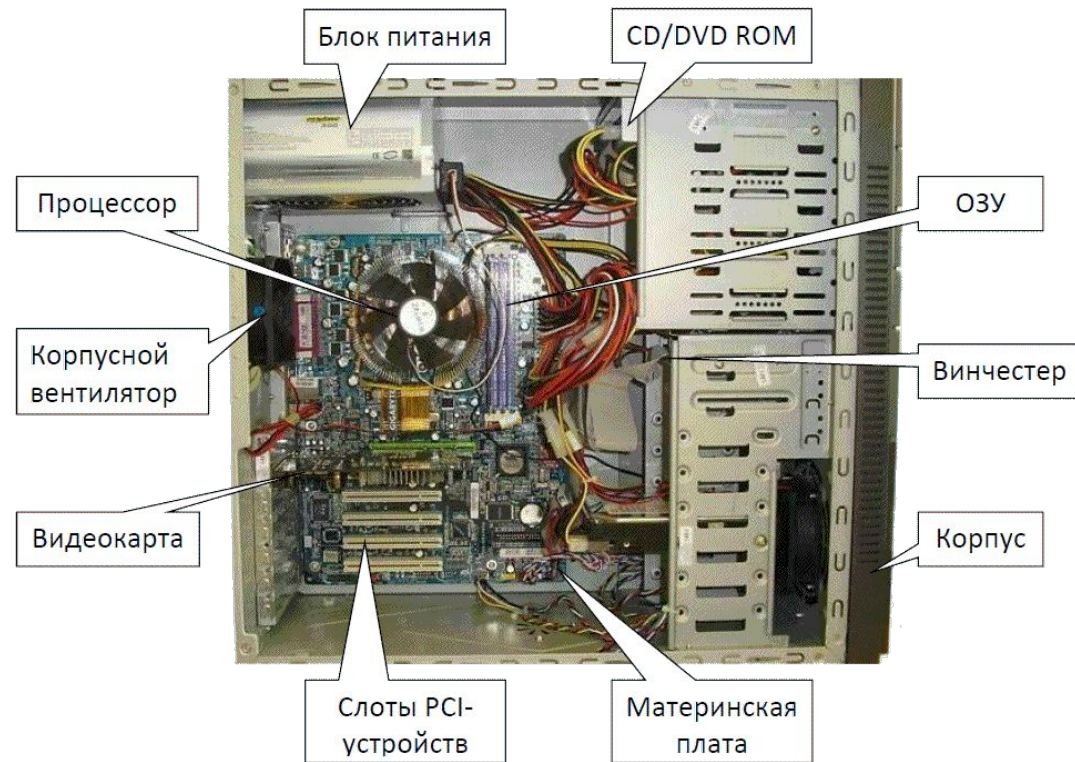 Блок питания
CD/DVD ROM
Процессор
ОЗУ
Корпусной
вентилятор
Винчестер
Видеокарта
Корпус
Слоты PCI-
устройств
Материнская
плата